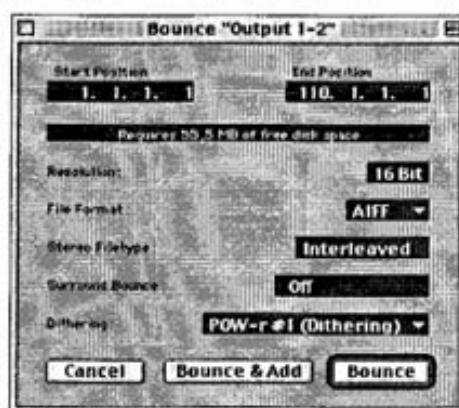 Bounce "Output 1-2"
Start Position End Position
1. 1. 1. 1 110. 1. 1. 1
Requires 55,5 MB of free disk space
Resolution: 16 Bit
File Format AIFF
Stereo Filetype Interleaved
Surround Bounce Off
Dithering: POW-r #1 (Dithering)
Cancel Bounce & Add Bounce